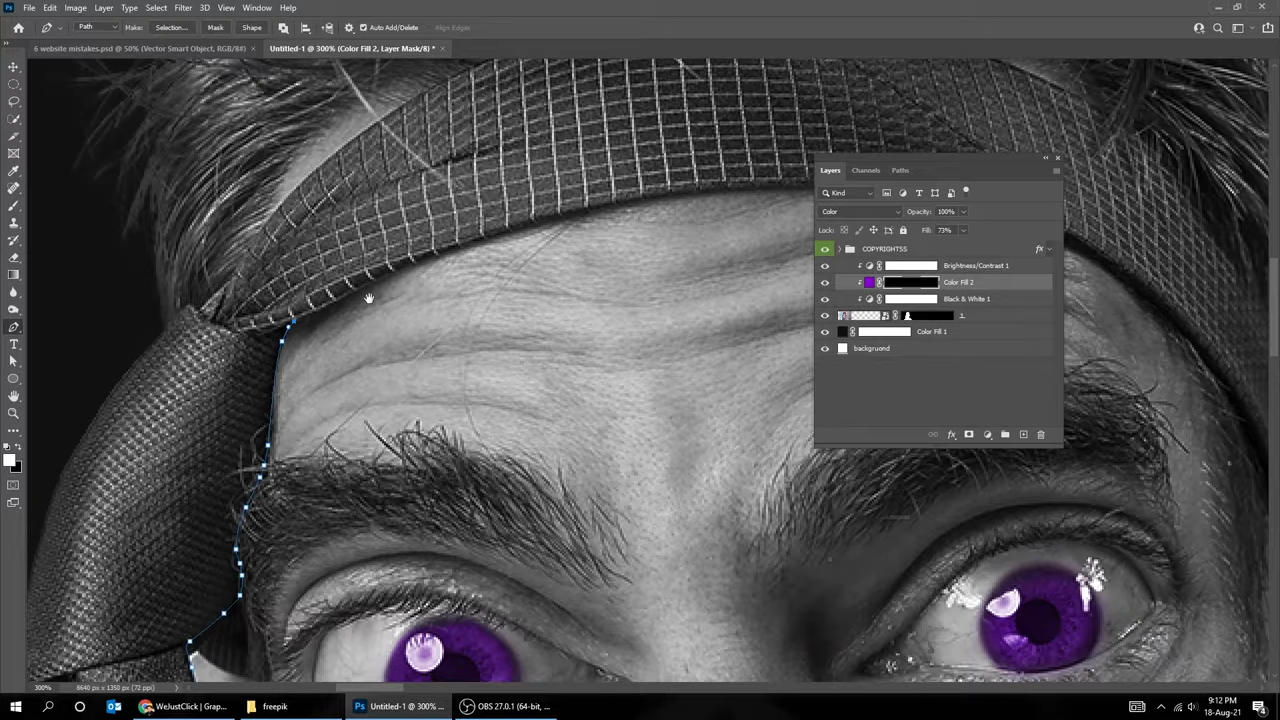 File Edit Image Layer Type Select Filter 3D View Window Help
Path Make: Selection... Mask Shape Auto Add/Delete Align Edges
6 website mistakes.psd @ 50% (Vector Smart Object, RGB/8#) Untitled-1 @ 300% (Color Fill 2, Layer Mask/8) *
Layers Channels Paths
Kind
Color Opacity: 100%
Lock: Fill: 73%
COPYRIGHTSS fx
Brightness/Contrast 1
Color Fill 2
Black & White 1
Color Fill 1
backgruond
300% 8640 px x 1350 px (72 ppi)
WeJustClick | Grap... freepik Untitled-1 @ 300% ... OBS 27.0.1 (64-bit, ...
9:12 PM
18-Aug-21